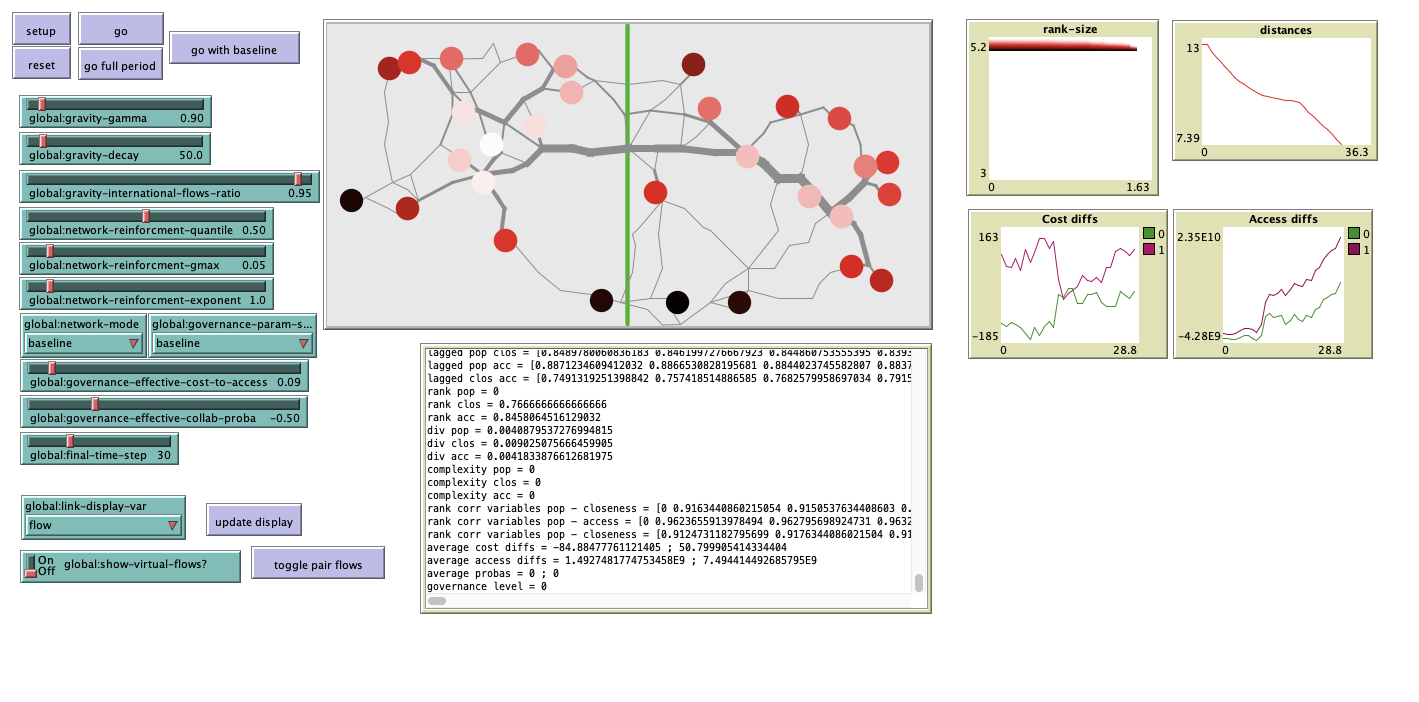 setup
go
go with baseline
reset
go full period
global:gravity-gamma 0.90
global:gravity-decay 50.0
global:gravity-international-flows-ratio 0.95
global:network-reinforcment-quantile 0.50
global:network-reinforcment-gmax 0.05
global:network-reinforcment-exponent 1.0
global:network-mode
baseline
global:governance-param-s...
baseline
global:governance-effective-cost-to-access 0.09
global:governance-effective-collab-proba -0.50
global:final-time-step 30
global:link-display-var
flow
update display
On
Off
global:show-virtual-flows?
toggle pair flows
lagged pop clos = [0.8489780060836183 0.8461997276667923 0.844860753555395 0.8393
lagged pop acc = [0.8871234609412032 0.8866530828195681 0.8844023745582807 0.8837
lagged clos acc = [0.7491319251398842 0.757418514886585 0.7682579958697034 0.7915
rank pop = 0
rank clos = 0.7666666666666666
rank acc = 0.8458064516129032
div pop = 0.0040879537276994815
div clos = 0.009025075666459905
div acc = 0.0041833876612681975
complexity pop = 0
complexity clos = 0
complexity acc = 0
rank corr variables pop - closeness = [0 0.9163440860215054 0.9150537634408603 0.
rank corr variables pop - access = [0 0.9623655913978494 0.962795698924731 0.9632
rank corr variables pop - closeness = [0.9124731182795699 0.9176344086021504 0.91
average cost diffs = -84.88477761121405 ; 50.799905414334404
average access diffs = 1.4927481774753458E9 ; 7.494414492685795E9
average probas = 0 ; 0
governance level = 0
rank-size
5.2
3
0
1.63
distances
13
7.39
0
36.3
Cost diffs
163
-185
0
28.8
0
1
Access diffs
2.35E10
-4.28E9
0
28.8
0
1